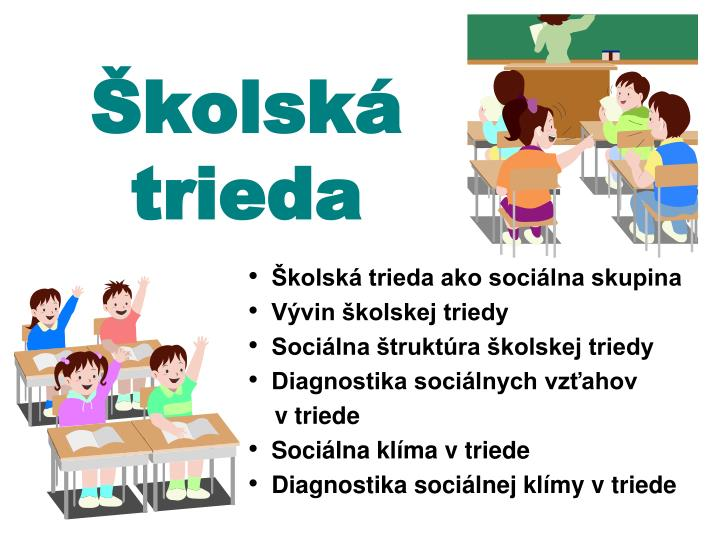 Školská
trieda
• Školská trieda ako sociálna skupina
• Vývin školskej triedy
• Sociálna štruktúra školskej triedy
• Diagnostika sociálnych vzťahov
v triede
• Sociálna klíma v triede
• Diagnostika sociálnej klímy v triede